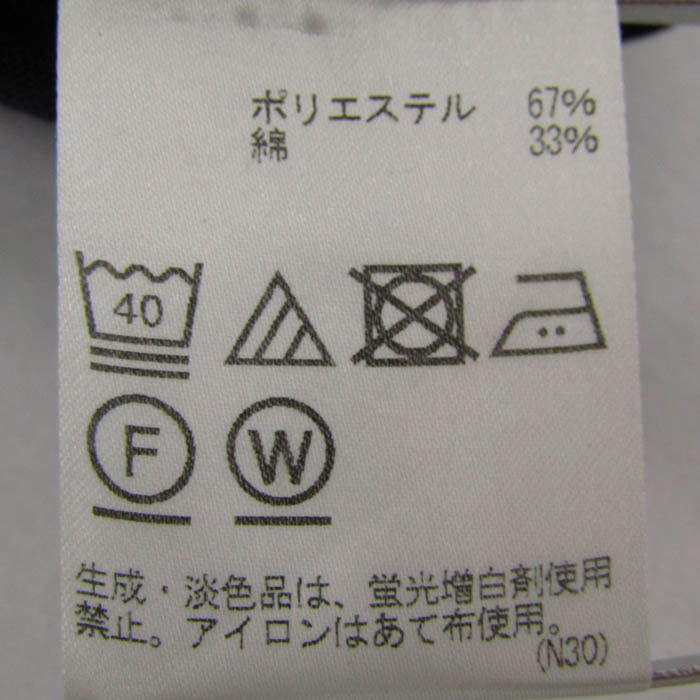 ポリエステル 67%
綿 33%
40
F W
生成・淡色品は、蛍光増白剤使用
禁止。アイロンはあて布使用。
(N30)